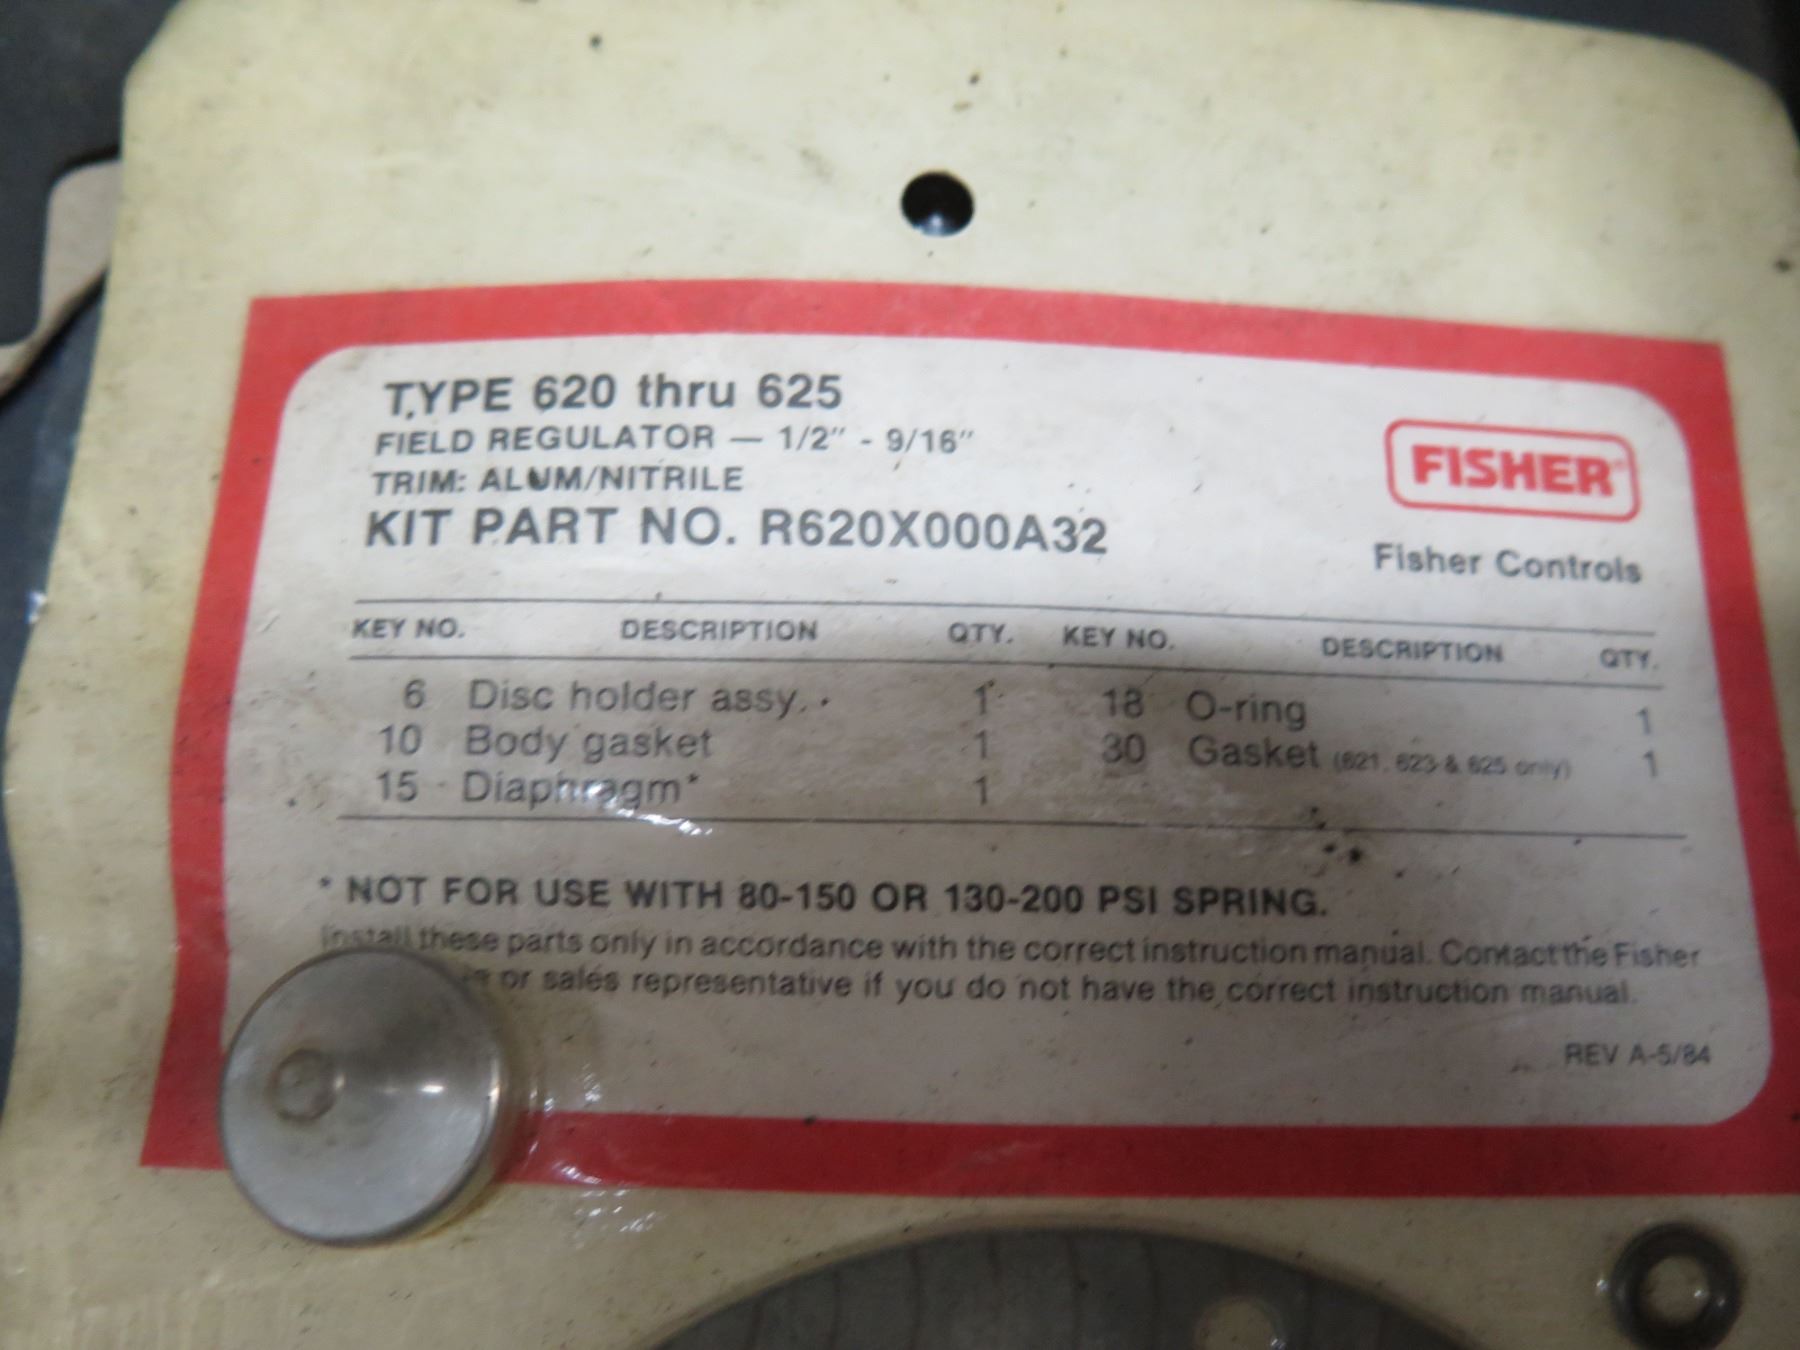 TYPE 620 thru 625
FIELD REGULATOR — 1/2" - 9/16"
TRIM: ALUM/NITRILE
KIT PART NO. R620X000A32
FISHER®
Fisher Controls
KEY NO. DESCRIPTION QTY. KEY NO. DESCRIPTION QTY.
6 Disc holder assy. 1 18 O-ring 1
10 Body gasket 1 30 Gasket (621, 623 & 625 only) 1
15 Diaphragm* 1
* NOT FOR USE WITH 80-150 OR 130-200 PSI SPRING.
Install these parts only in accordance with the correct instruction manual. Contact the Fisher
or sales representative if you do not have the correct instruction manual.
REV A-5/84